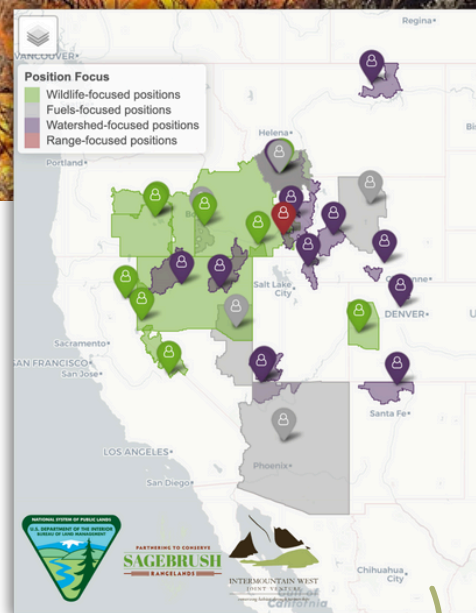 Regina
VANCOUVER
Position Focus
Wildlife-focused positions
Fuels-focused positions
Watershed-focused positions
Range-focused positions
Helena
Portland
Salt Lake
City
DENVER
Sacramento
SAN FRANCISCO
San Jose
Santa Fe
LOS ANGELES
Phoenix
San Diego
Chihuahua
City
NATIONAL SYSTEM OF PUBLIC LANDS
U.S. DEPARTMENT OF THE INTERIOR
BUREAU OF LAND MANAGEMENT
PARTNERING TO CONSERVE
SAGEBRUSH
RANGELANDS
INTERMOUNTAIN WEST
JOINT VENTURE
California